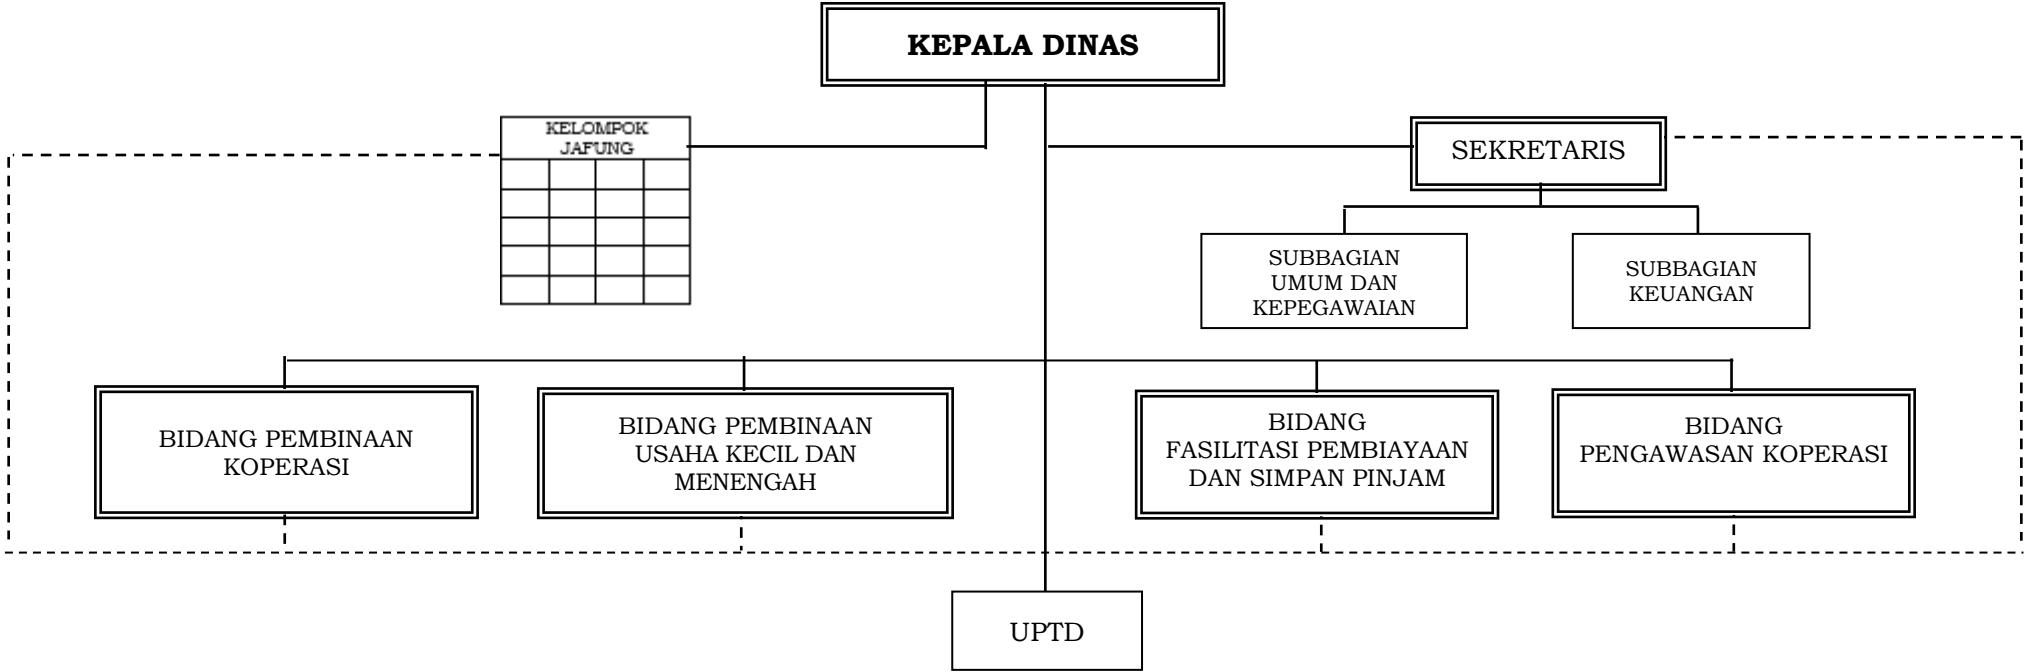 KEPALA DINAS
KELOMPOK
JAFUNG
SEKRETARIS
SUBBAGIAN
UMUM DAN
KEPEGAWAIAN
SUBBAGIAN
KEUANGAN
BIDANG PEMBINAAN
KOPERASI
BIDANG PEMBINAAN
USAHA KECIL DAN
MENENGAH
BIDANG
FASILITASI PEMBIAYAAN
DAN SIMPAN PINJAM
BIDANG
PENGAWASAN KOPERASI
UPTD